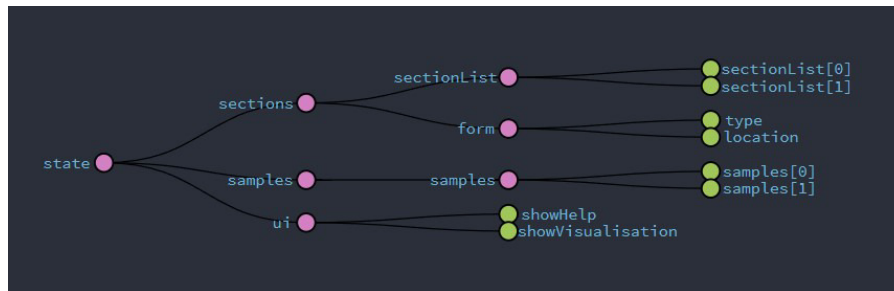 state
sections
samples
ui
sectionList
form
samples
showHelp
showVisualisation
sectionList[0]
sectionList[1]
type
location
samples[0]
samples[1]